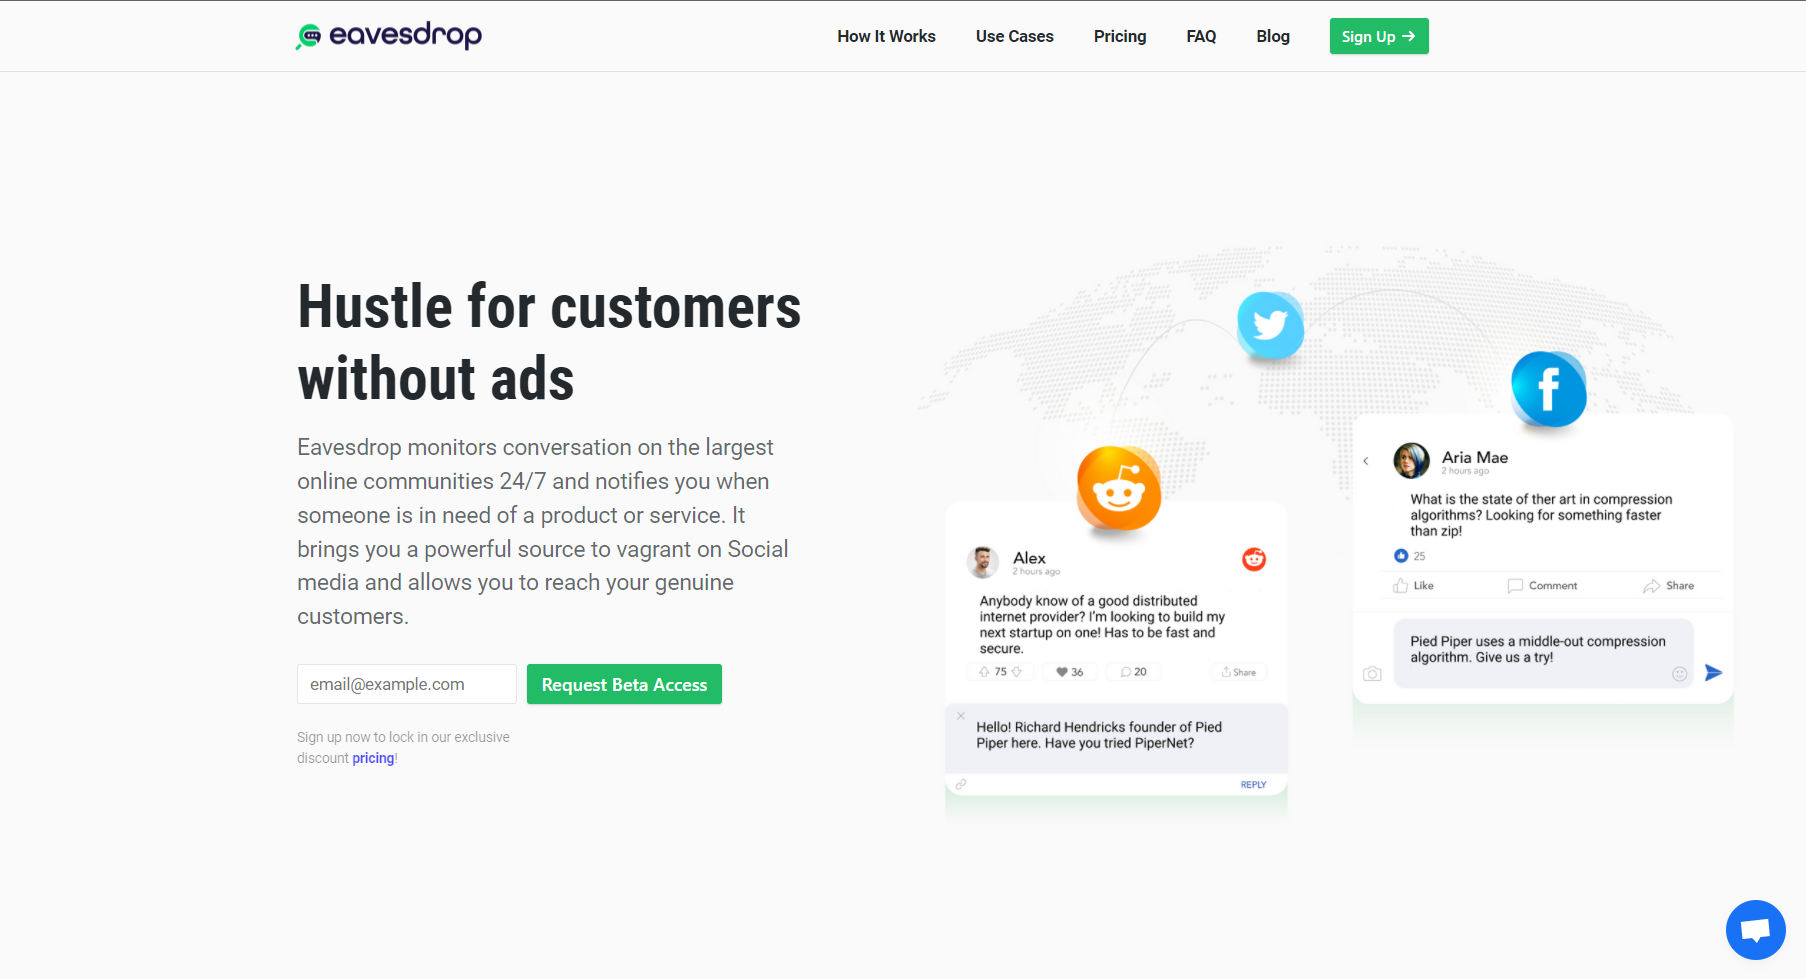 eavesdrop
How It Works
Use Cases
Pricing
FAQ
Blog
Sign Up →
Hustle for customers
without ads
Eavesdrop monitors conversation on the largest
online communities 24/7 and notifies you when
someone is in need of a product or service. It
brings you a powerful source to vagrant on Social
media and allows you to reach your genuine
customers.
email@example.com
Request Beta Access
Sign up now to lock in our exclusive
discount pricing!
Alex
2 hours ago
Anybody know of a good distributed
internet provider? I'm looking to build my
next startup on one! Has to be fast and
secure.
75
36
20
Share
Hello! Richard Hendricks founder of Pied
Piper here. Have you tried PiperNet?
REPLY
Aria Mae
2 hours ago
What is the state of ther art in compression
algorithms? Looking for something faster
than zip!
25
Like
Comment
Share
Pied Piper uses a middle-out compression
algorithm. Give us a try!